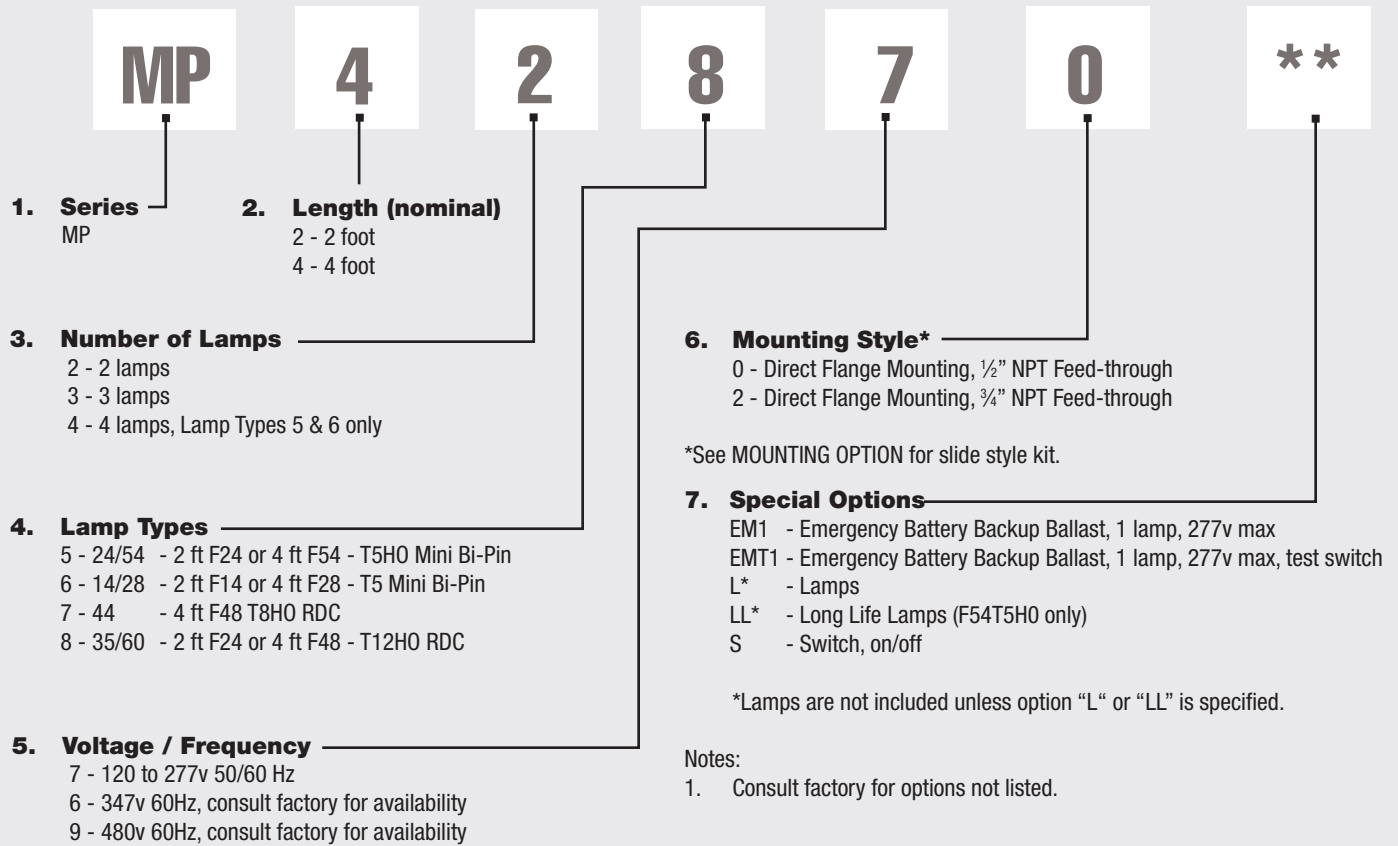 MP 4 2 8 7 0 **
1. Series
MP
2. Length (nominal)
2 - 2 foot
4 - 4 foot
3. Number of Lamps
2 - 2 lamps
3 - 3 lamps
4 - 4 lamps, Lamp Types 5 & 6 only
4. Lamp Types
5 - 24/54 - 2 ft F24 or 4 ft F54 - T5HO Mini Bi-Pin
6 - 14/28 - 2 ft F14 or 4 ft F28 - T5 Mini Bi-Pin
7 - 44 - 4 ft F48 T8HO RDC
8 - 35/60 - 2 ft F24 or 4 ft F48 - T12HO RDC
5. Voltage / Frequency
7 - 120 to 277v 50/60 Hz
6 - 347v 60Hz, consult factory for availability
9 - 480v 60Hz, consult factory for availability
6. Mounting Style*
0 - Direct Flange Mounting, ½” NPT Feed-through
2 - Direct Flange Mounting, ¾” NPT Feed-through
*See MOUNTING OPTION for slide style kit.
7. Special Options
EM1 - Emergency Battery Backup Ballast, 1 lamp, 277v max
EMT1 - Emergency Battery Backup Ballast, 1 lamp, 277v max, test switch
L* - Lamps
LL* - Long Life Lamps (F54T5H0 only)
S - Switch, on/off
*Lamps are not included unless option “L“ or “LL” is specified.
Notes:
1. Consult factory for options not listed.